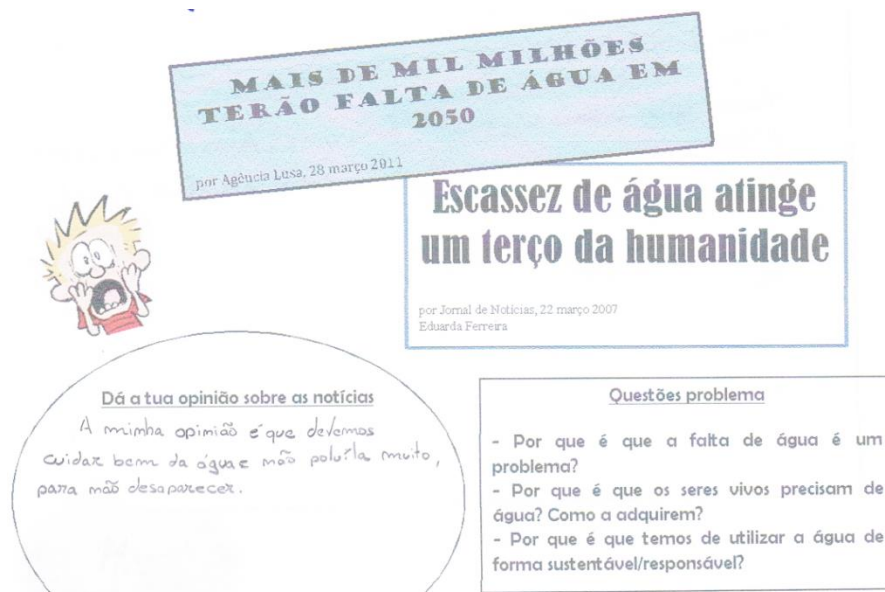 MAIS DE MIL MILHÕES
TERÃO FALTA DE ÁGUA EM
2050
por Agência Lusa, 28 março 2011
Escassez de água atinge
um terço da humanidade
por Jornal de Notícias, 22 março 2007
Eduarda Ferreira
Dá a tua opinião sobre as notícias
A minha opinião é que devemos
cuidar bem da água e não poluí-la muito,
para não desaparecer.
Questões problema
- Por que é que a falta de água é um
problema?
- Por que é que os seres vivos precisam de
água? Como a adquirem?
- Por que é que temos de utilizar a água de
forma sustentável/responsável?